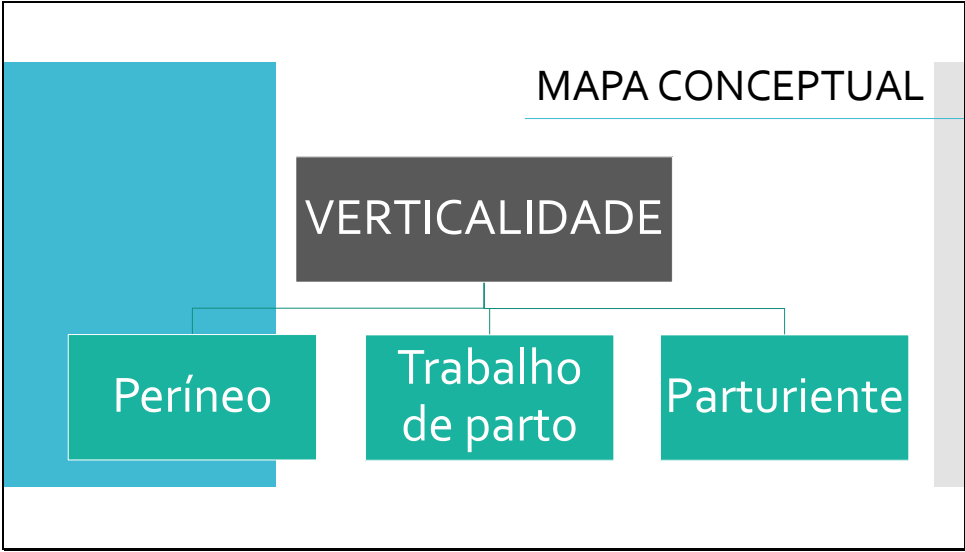 MAPA CONCEPTUAL
VERTICALIDADE
Períneo
Trabalho
de parto
Parturiente